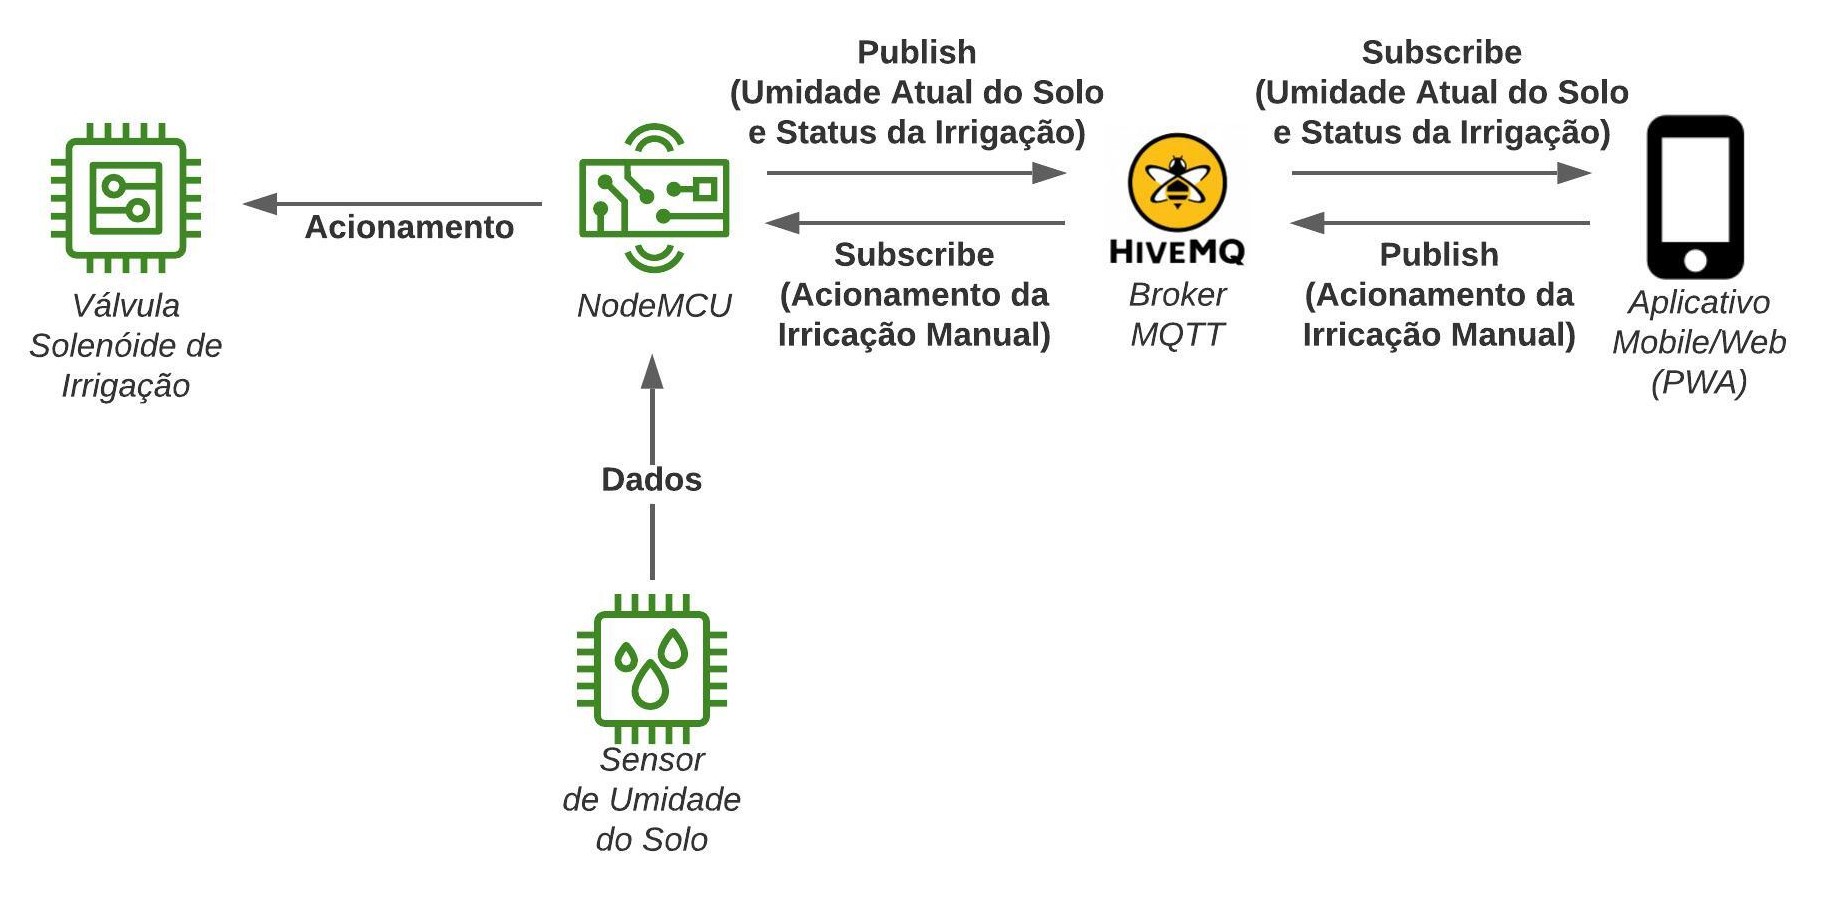 Publish
(Umidade Atual do Solo
e Status da Irrigação)
Subscribe
(Umidade Atual do Solo
e Status da Irrigação)
Acionamento
HIVEMQ
Subscribe
(Acionamento da
Irricação Manual)
Publish
(Acionamento da
Irricação Manual)
Válvula
Solenóide de
Irrigação
NodeMCU
Broker
MQTT
Aplicativo
Mobile/Web
(PWA)
Dados
Sensor
de Umidade
do Solo